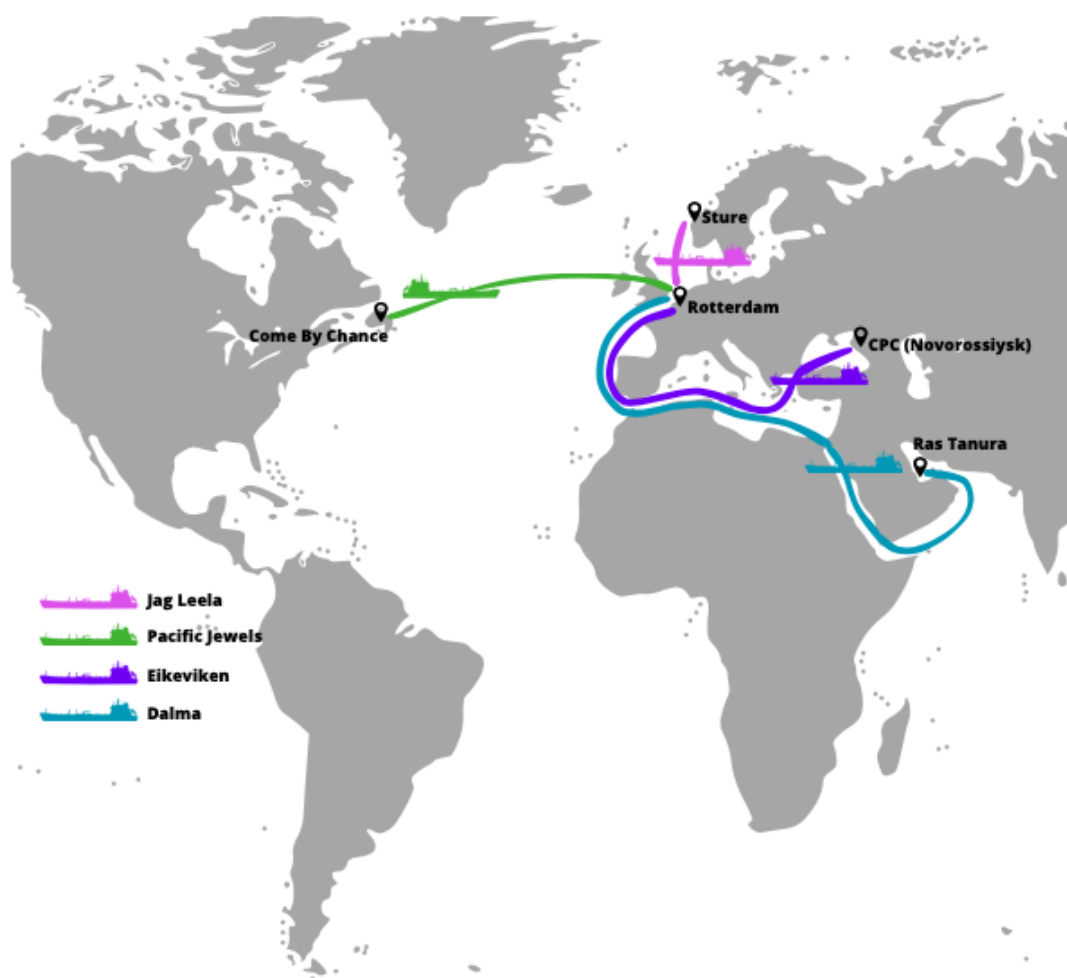 Sture
Rotterdam
Come By Chance
CPC (Novorossiysk)
Ras Tanura
Jag Leela
Pacific Jewels
Eikeviken
Dalma